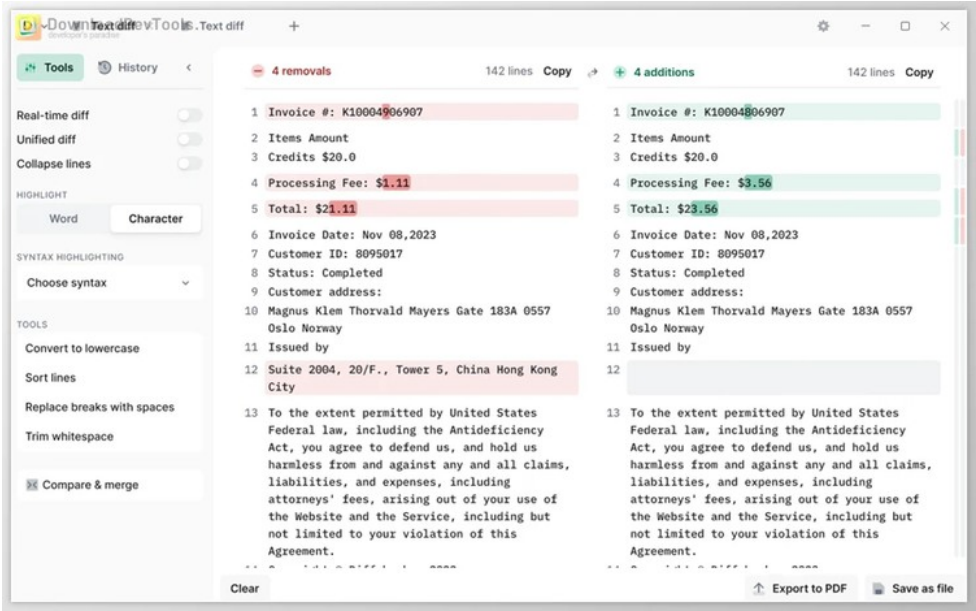 DownloadDevTools
developer's paradise
Text diff
Text diff
Tools
History
Real-time diff
Unified diff
Collapse lines
HIGHLIGHT
Word
Character
SYNTAX HIGHLIGHTING
Choose syntax
TOOLS
Convert to lowercase
Sort lines
Replace breaks with spaces
Trim whitespace
Compare & merge
4 removals
142 lines Copy
1 Invoice #: K10004906907
2 Items Amount
3 Credits $20.0
4 Processing Fee: $1.11
5 Total: $21.11
6 Invoice Date: Nov 08,2023
7 Customer ID: 8095017
8 Status: Completed
9 Customer address:
10 Magnus Klem Thorvald Mayers Gate 183A 0557
Oslo Norway
11 Issued by
12 Suite 2004, 20/F., Tower 5, China Hong Kong
City
13 To the extent permitted by United States
Federal law, including the Antideficiency
Act, you agree to defend us, and hold us
harmless from and against any and all claims,
liabilities, and expenses, including
attorneys' fees, arising out of your use of
the Website and the Service, including but
not limited to your violation of this
Agreement.
4 additions
142 lines Copy
1 Invoice #: K10004806907
2 Items Amount
3 Credits $20.0
4 Processing Fee: $3.56
5 Total: $23.56
6 Invoice Date: Nov 08,2023
7 Customer ID: 8095017
8 Status: Completed
9 Customer address:
10 Magnus Klem Thorvald Mayers Gate 183A 0557
Oslo Norway
11 Issued by
12
13 To the extent permitted by United States
Federal law, including the Antideficiency
Act, you agree to defend us, and hold us
harmless from and against any and all claims,
liabilities, and expenses, including
attorneys' fees, arising out of your use of
the Website and the Service, including but
not limited to your violation of this
Agreement.
Clear
Export to PDF
Save as file